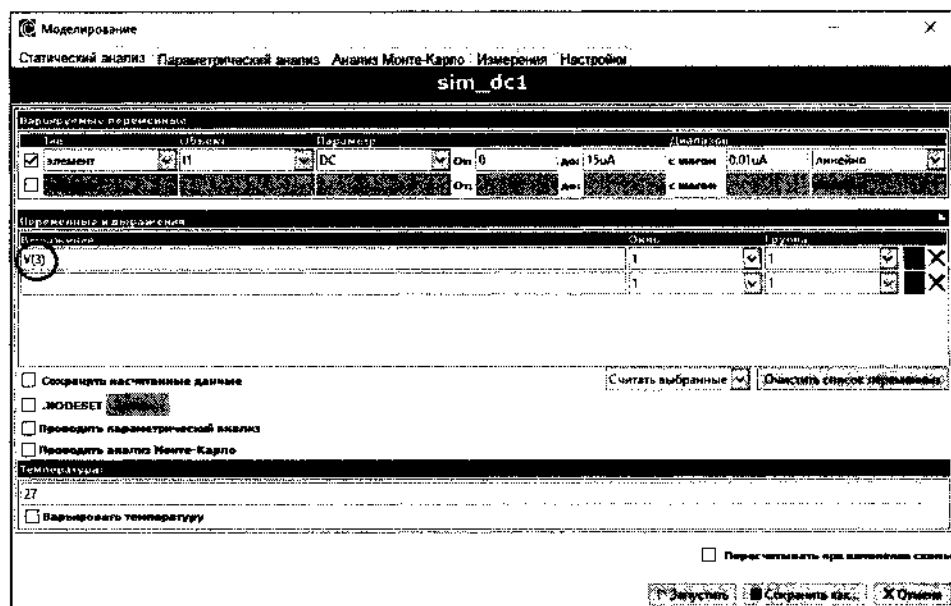 Моделирование
Статический анализ Параметрический анализ Анализ Монте-Карло Измерения Настройки
sim_dc1
Варьируемые переменные
Тип Объект Параметр Диапазон
элемент I1 DC От: 0 до: 15uA с шагом 0.01uA линейно
От: до: с шагом
Переменные и выражения
Выражение Окно Группа
V(3) 1 1
1 1
Сохранять насчитанные данные
Считать выбранные Очистить список переменных
.NODESET
Проводить параметрический анализ
Проводить анализ Монте-Карло
Температура:
27
Варьировать температуру
Пересчитывать при изменении схемы
Запустить Сохранить как... Отмена